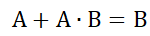 A + A · B = B